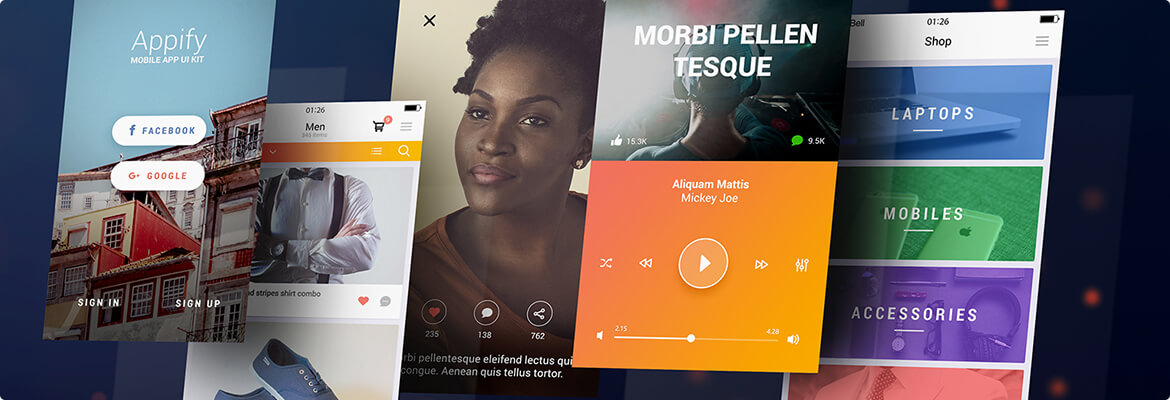 Appify
MOBILE APP UI KIT
FACEBOOK
GOOGLE
SIGN IN
SIGN UP
01:26
Men
9
stripes shirt combo
235
138
762
pellentesque eleifend lectus
congue. Aenean quis tellus tortor.
MORBI PELLEN
TESQUE
15.3K
9.5K
Aliquam Mattis
Mickey Joe
2.15
4.28
Bell
01:26
Shop
LAPTOPS
MOBILES
ACCESSORIES